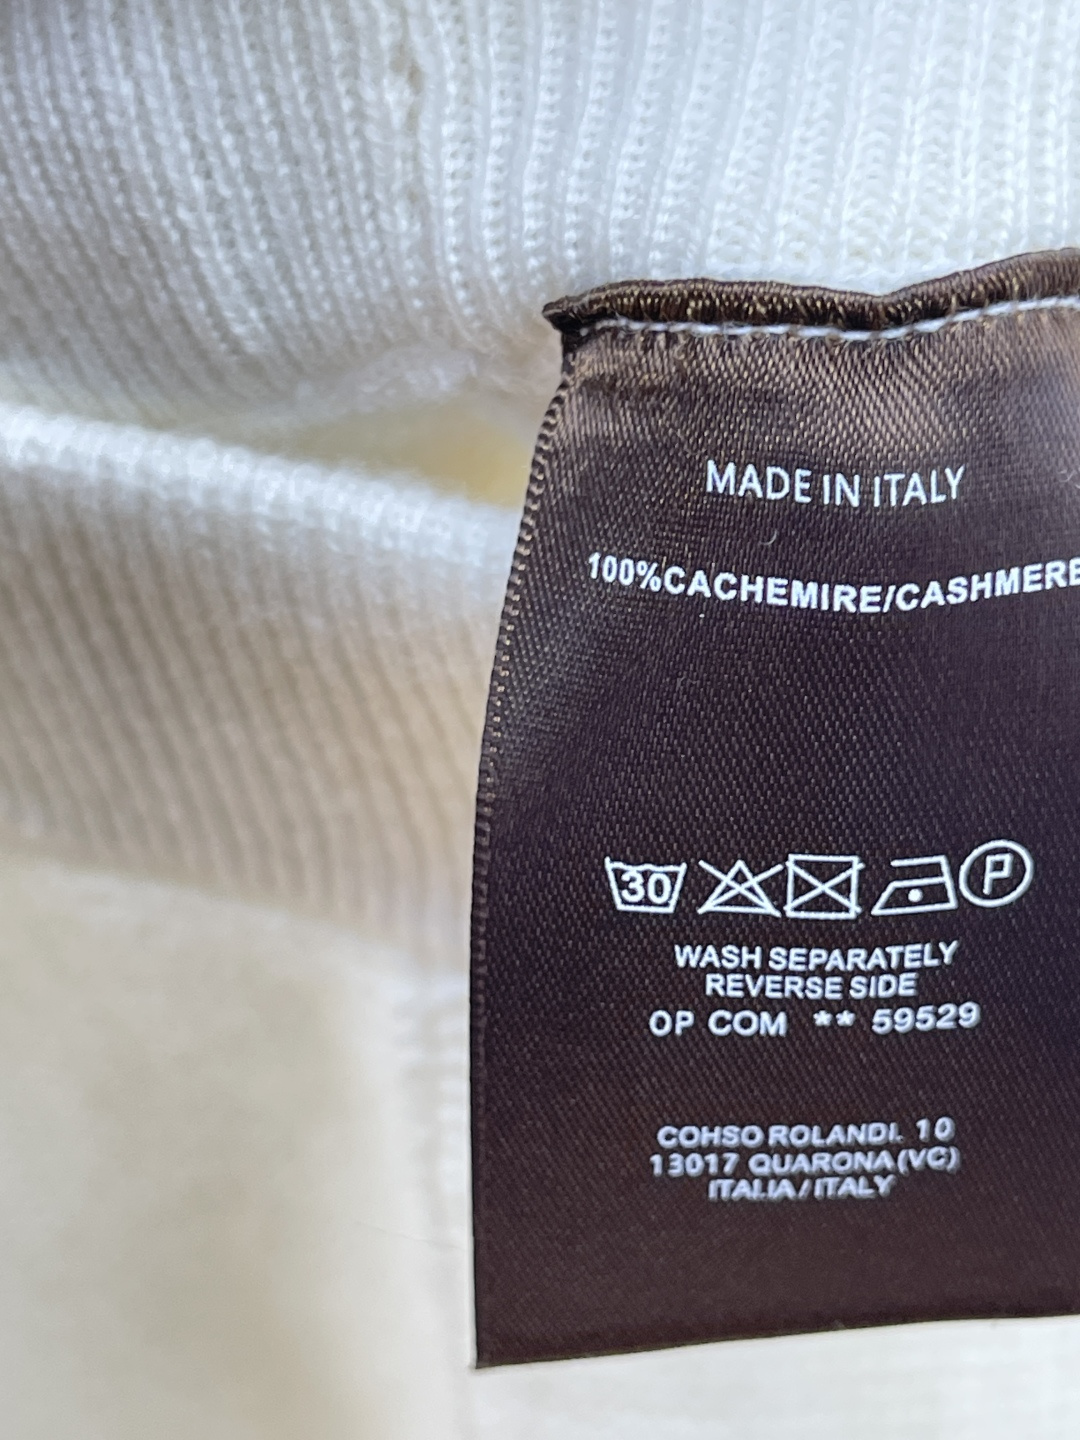 MADE IN ITALY
100%CACHEMIRE/CASHMERE
30 P
WASH SEPARATELY
REVERSE SIDE
OP COM ** 59529
COHSO ROLANDI. 10
13017 QUARONA (VC)
ITALIA / ITALY